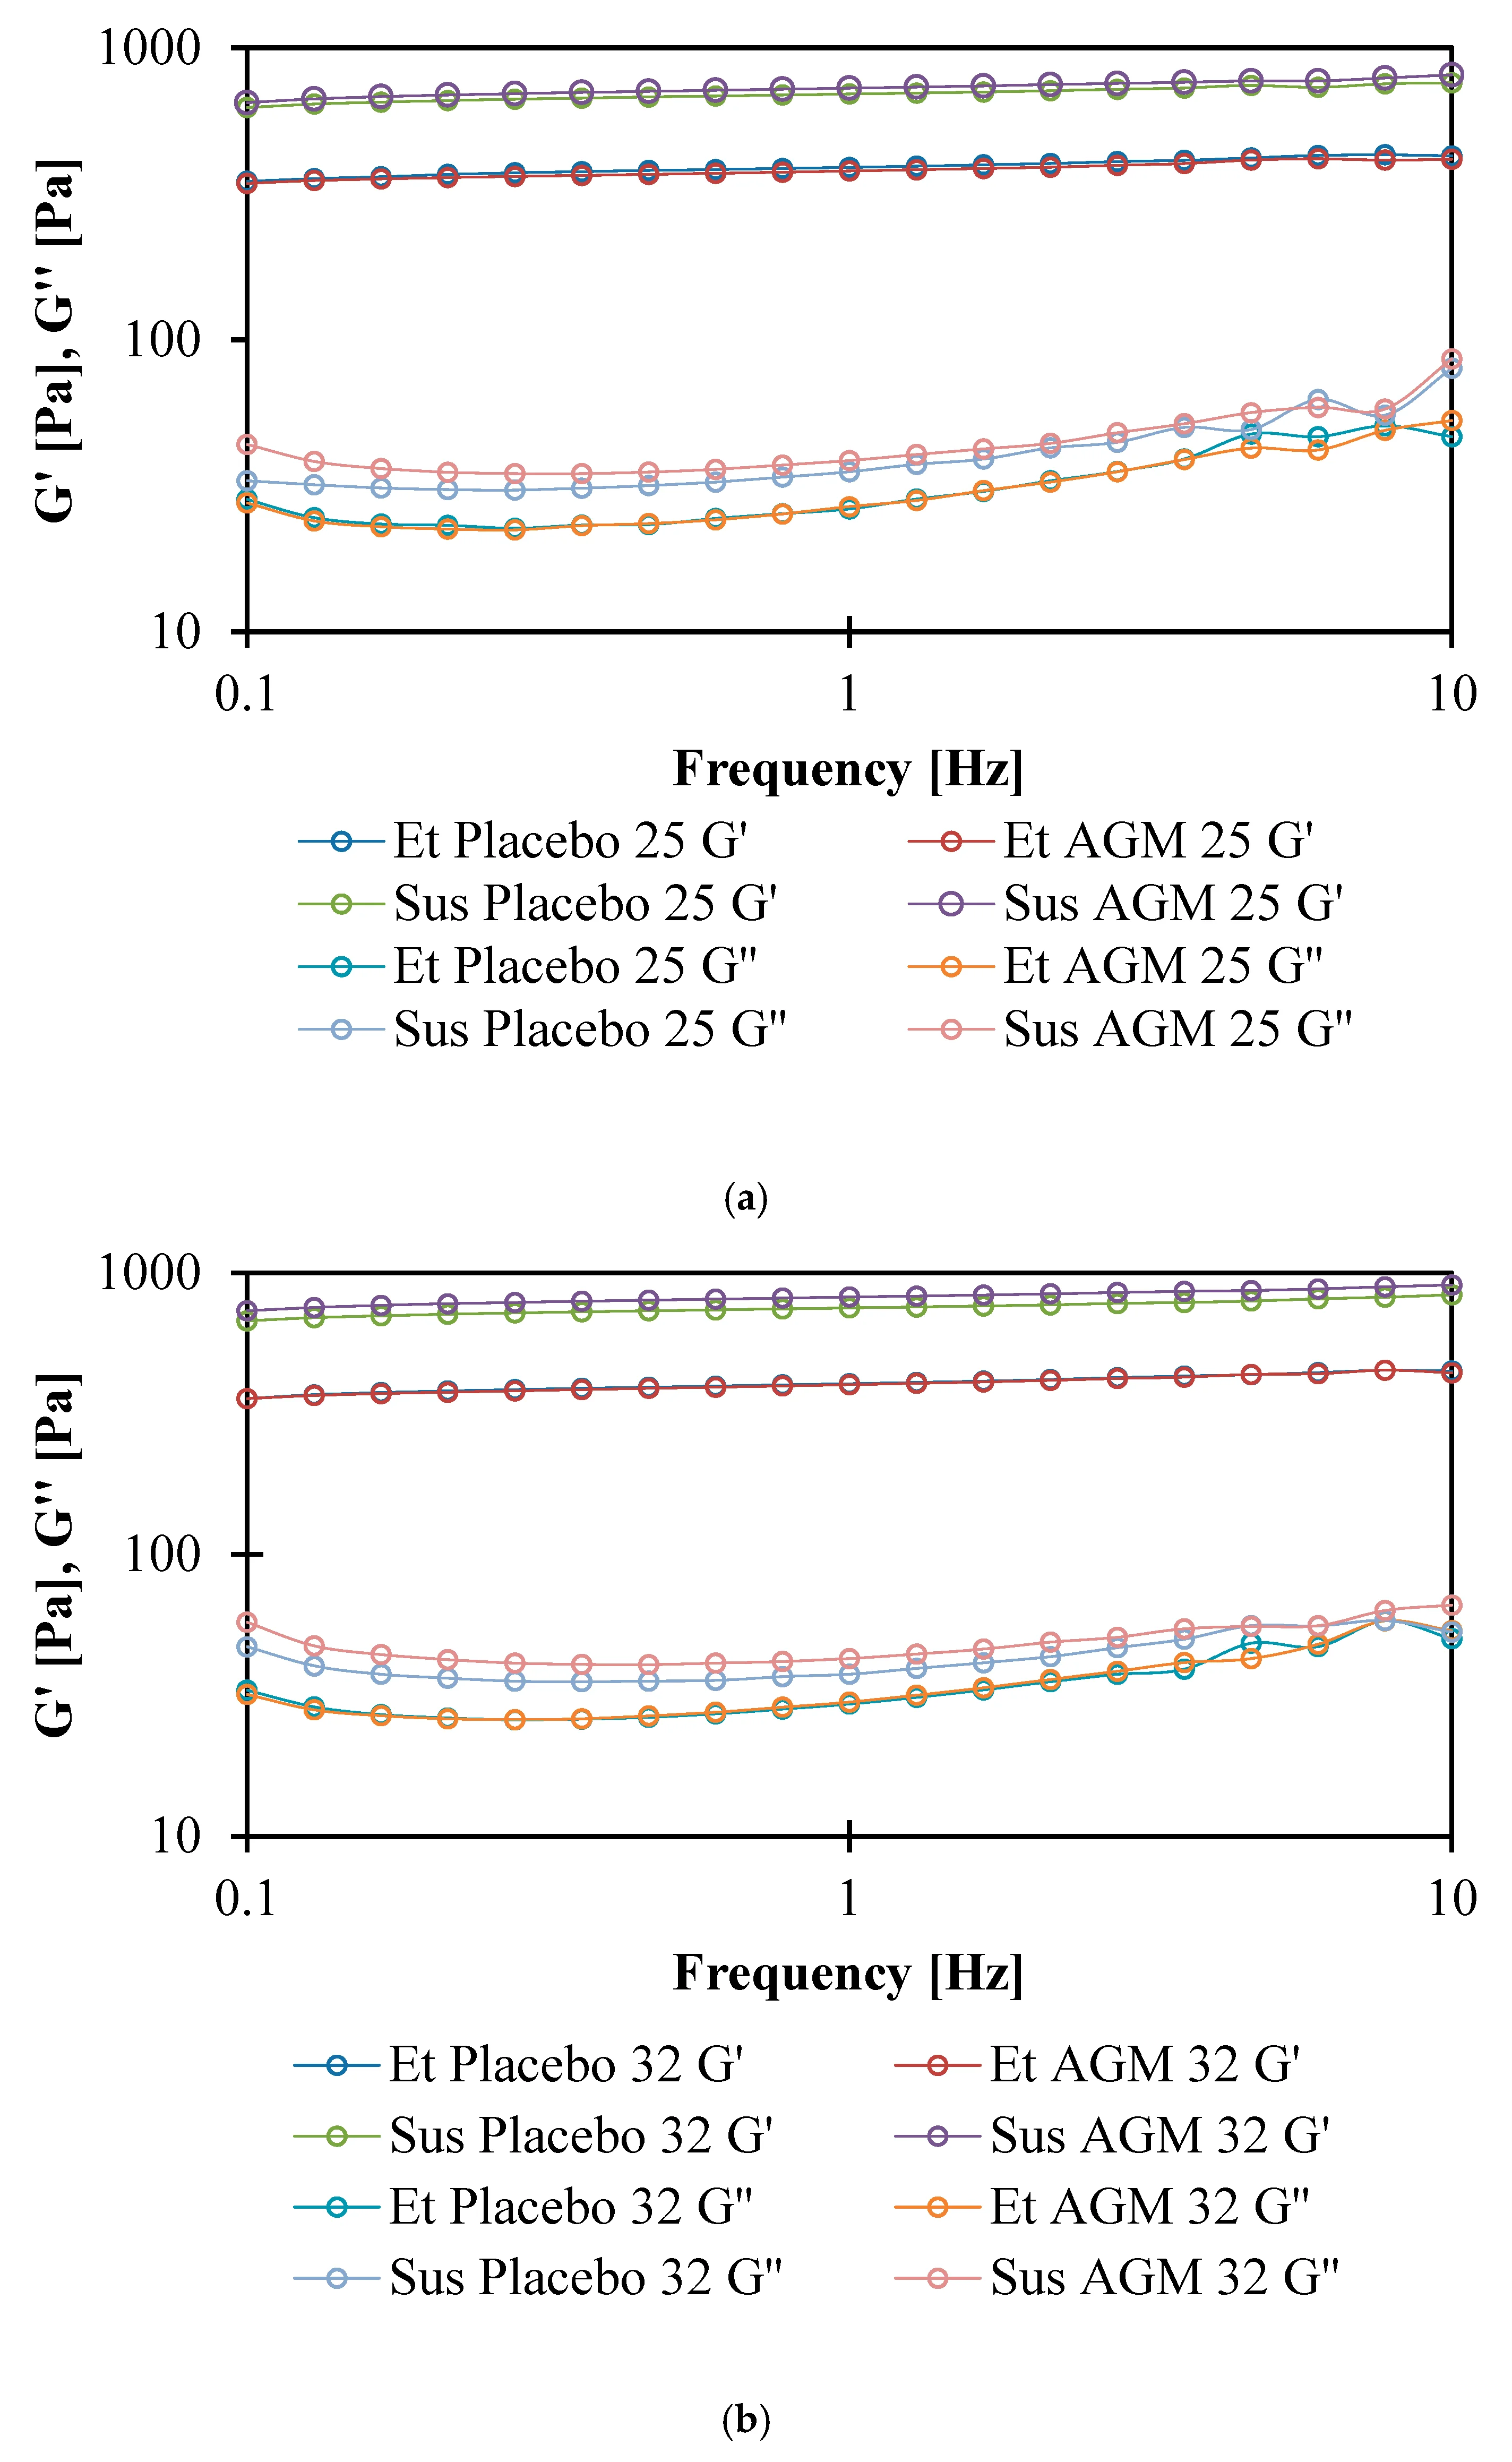 1000
100
10
G' [Pa], G" [Pa]
0.1 1 10
Frequency [Hz]
Et Placebo 25 G' Et AGM 25 G'
Sus Placebo 25 G' Sus AGM 25 G'
Et Placebo 25 G" Et AGM 25 G"
Sus Placebo 25 G" Sus AGM 25 G"
(a)
1000
100
10
G' [Pa], G" [Pa]
0.1 1 10
Frequency [Hz]
Et Placebo 32 G' Et AGM 32 G'
Sus Placebo 32 G' Sus AGM 32 G'
Et Placebo 32 G" Et AGM 32 G"
Sus Placebo 32 G" Sus AGM 32 G"
(b)